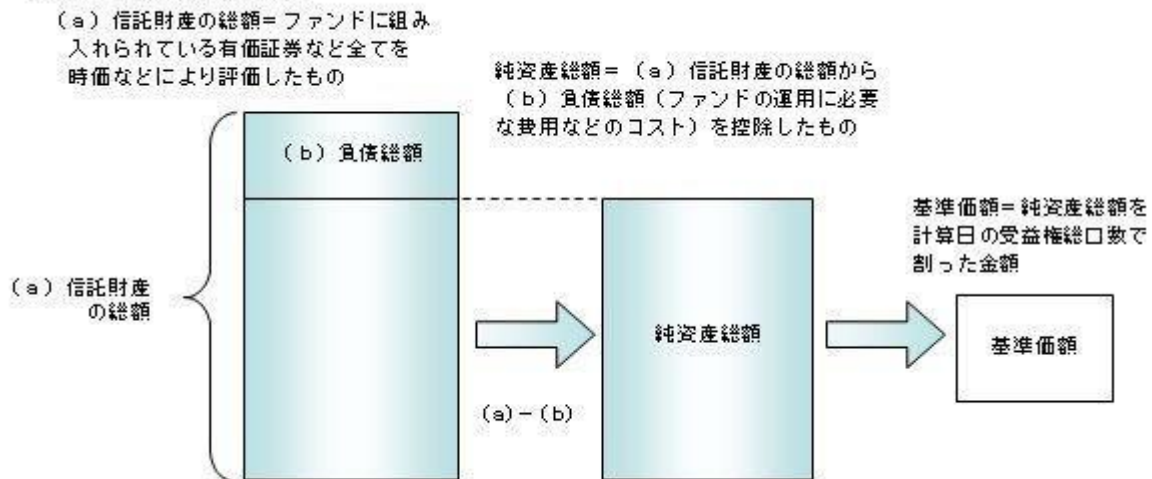 （a）信託財産の総額＝ファンドに組み
入れられている有価証券など全てを
時価などにより評価したもの
純資産総額＝（a）信託財産の総額から
（b）負債総額（ファンドの運用に必要
な費用などのコスト）を控除したもの
（b）負債総額
基準価額＝純資産総額を
計算日の受益権総口数で
割った金額
（a）信託財産
の総額
純資産総額
基準価額
(a)－(b)